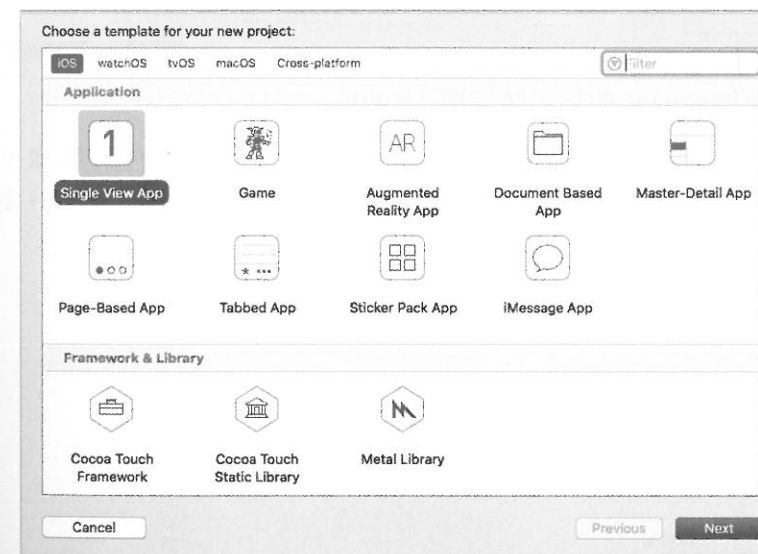 Choose a template for your new project:
iOS watchOS tvOS macOS Cross-platform Filter
Application
1 AR
Single View App Game Augmented Reality App Document Based App Master-Detail App
Page-Based App Tabbed App Sticker Pack App iMessage App
Framework & Library
Cocoa Touch Framework Cocoa Touch Static Library Metal Library
Cancel Previous Next